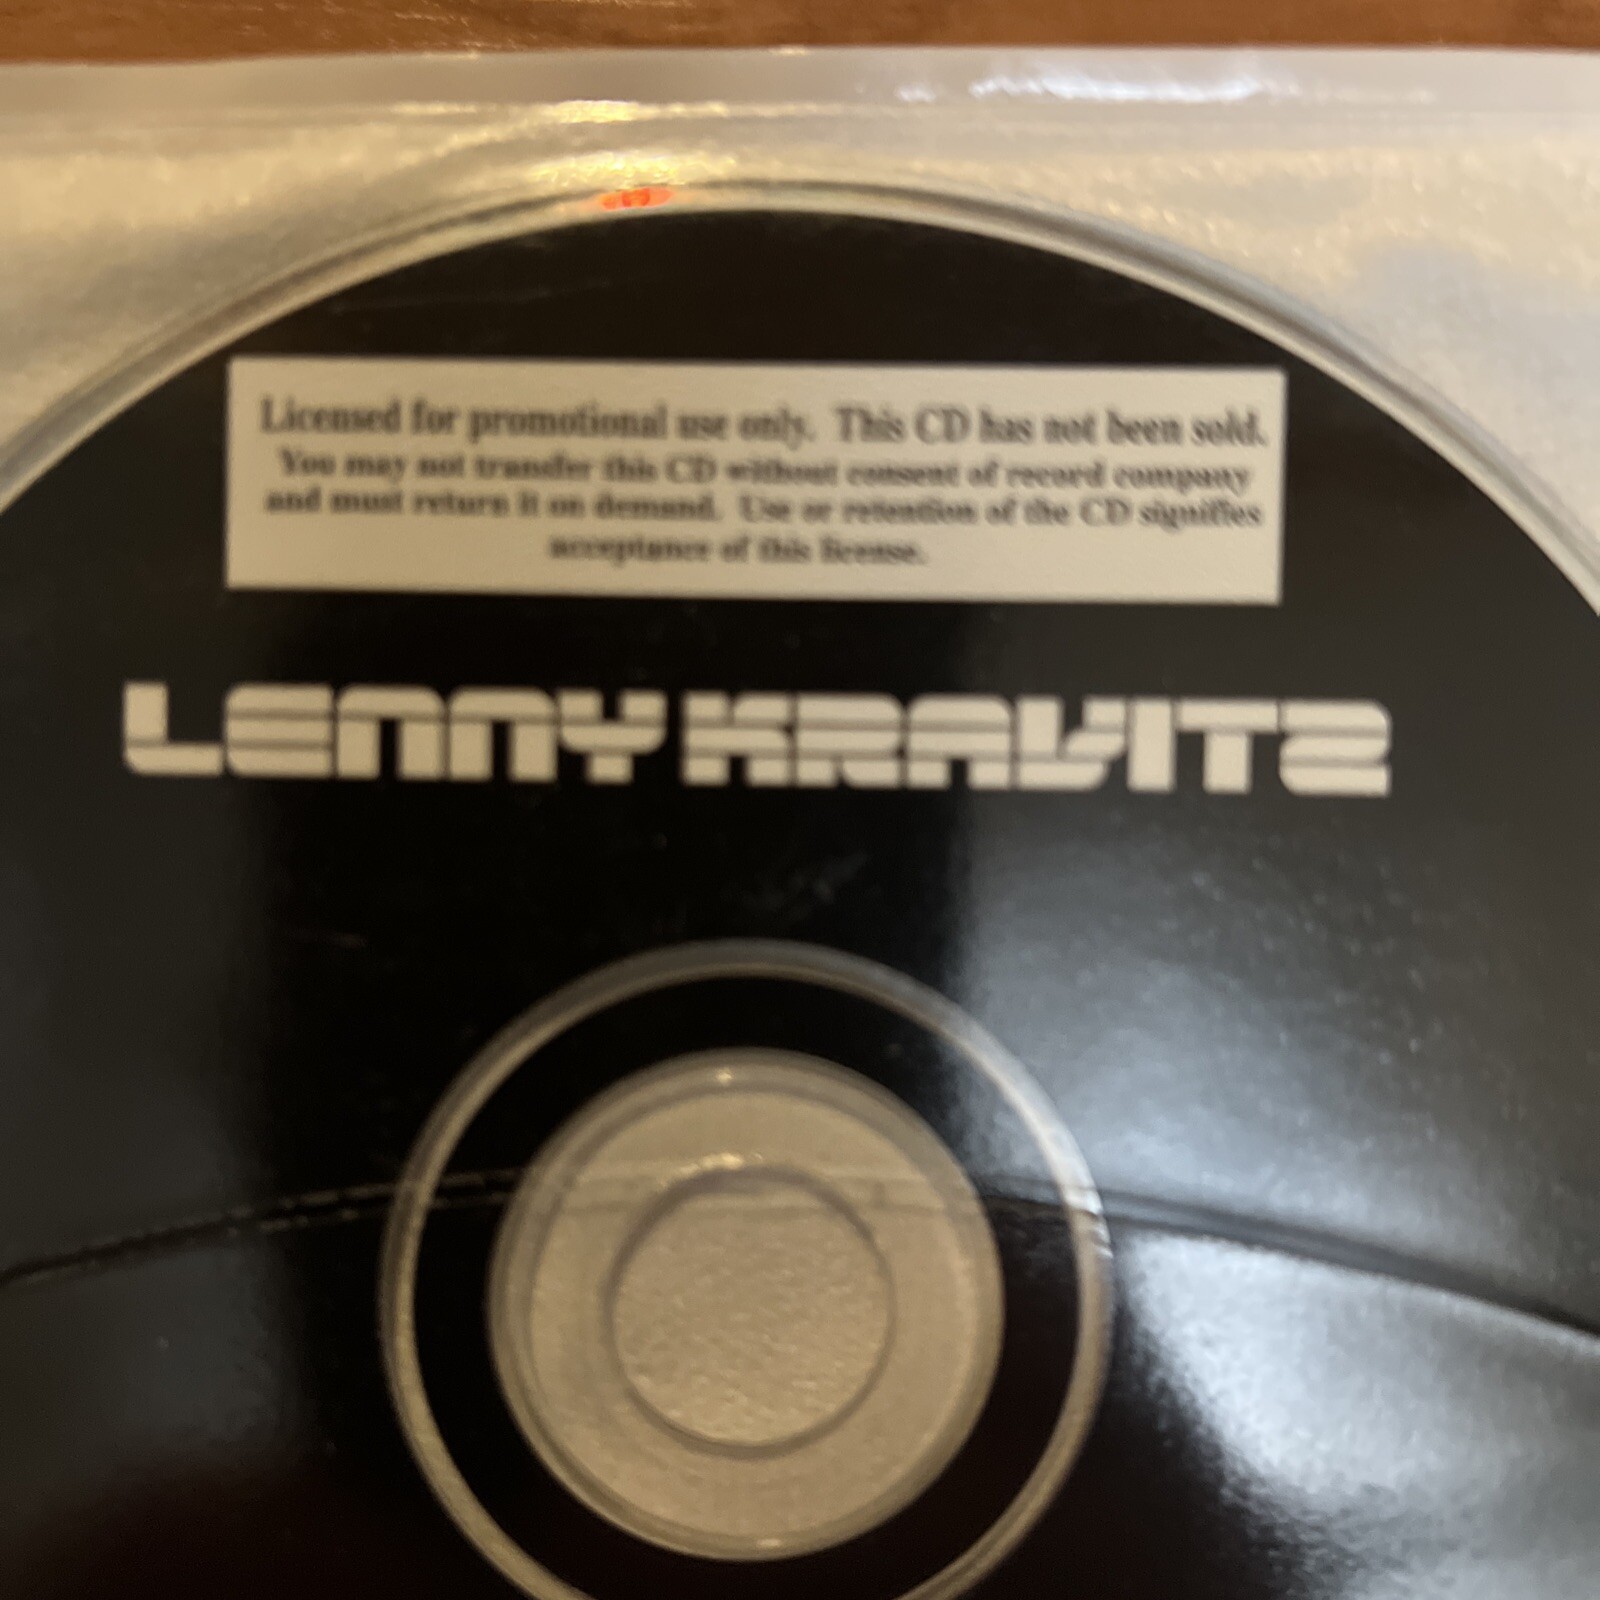 Licensed for promotional use only. This CD has not been sold.
You may not transfer this CD without consent of record company
and must return it on demand. Use or retention of the CD signifies
acceptance of this license.
LENNY KRAVITZ